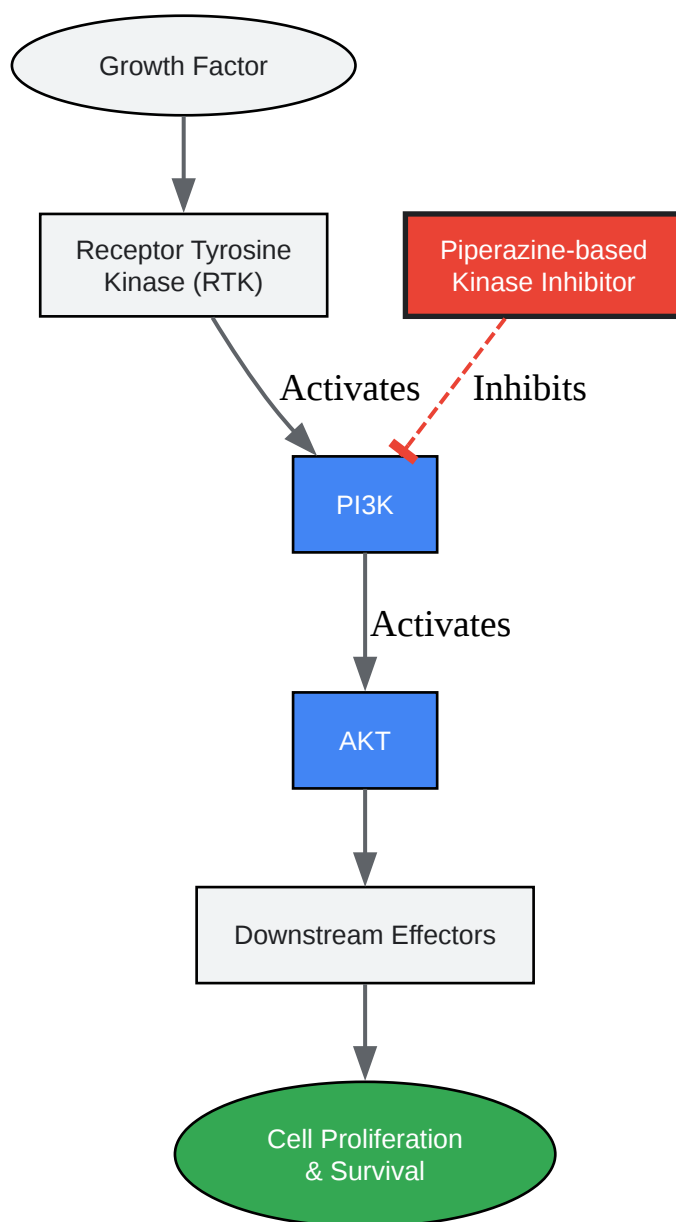 Growth Factor
Receptor Tyrosine
Kinase (RTK)
Piperazine-based
Kinase Inhibitor
Activates
Inhibits
PI3K
Activates
AKT
Downstream Effectors
Cell Proliferation
& Survival